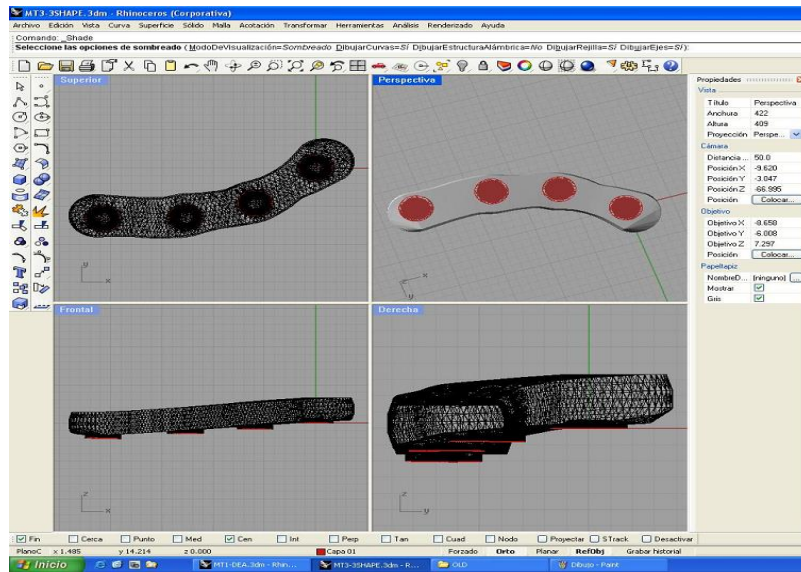 MT3-3SHAPE.3dm - Rhinoceros (Corporativa)
Archivo Edición Vista Curva Superficie Sólido Malla Acotación Transformar Herramientas Análisis Renderizado Ayuda
Comando: _Shade
Seleccione las opciones de sombreado ( ModoDeVisualización=Sombreado DibujarCurvas=Sí DibujarEstructuraAlámbrica=No DibujarRejilla=Sí DibujarEjes=Sí):
Superior
Perspectiva
Propiedades
Vista
Título Perspectiva
Anchura 422
Altura 409
Proyección Perspe...
Cámara
Distancia ... 50.0
Posición X -9.620
Posición Y -3.047
Posición Z -66.995
Posición Colocar...
Objetivo
Objetivo X -8.658
Objetivo Y -6.008
Objetivo Z 7.297
Posición Colocar...
Papeltapiz
NombreD... (ninguno) ...
Mostrar
Gris
y
x
x
y
Frontal
Derecha
z
x
z
y
Fin Cerca Punto Med Cen Int Perp Tan Cuad Nodo Proyectar STrack Desactivar
PlanoC x 1.485 y 14.214 z 0.000 Capa 01 Forzado Orto Planar RefObj Grabar historial
Inicio MT1-DEA.3dm - Rhin... MT3-3SHAPE.3dm - R... OLD Dibujo - Paint